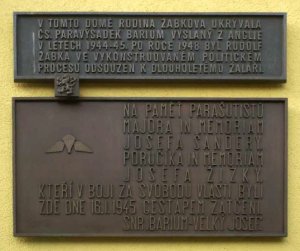 V TOMTO DOMĚ RODINA ŽABKOVA UKRÝVALA
ČS. PARAVÝSADEK BARIUM VYSLANÝ Z ANGLIE
V LETECH 1944-45. PO ROCE 1948 BYL RUDOLF
ŽABKA VE VYKONSTRUOVANÉM POLITICKÉM
PROCESU ODSOUZEN K DLOUHOLETÉMU ŽALÁŘI.
NA PAMĚŤ PARAŠUTISTŮ
MAJORA IN MEMORIAM
JOSEFA ŠANDERY,
PORUČÍKA IN MEMORIAM
JOSEFA ŽIŽKY,
KTEŘÍ V BOJI ZA SVOBODU VLASTI BYLI
ZDE DNE 16.1.1945 GESTAPEM ZATČENI.
SNB. BARIUM-VELKÝ JOSEF